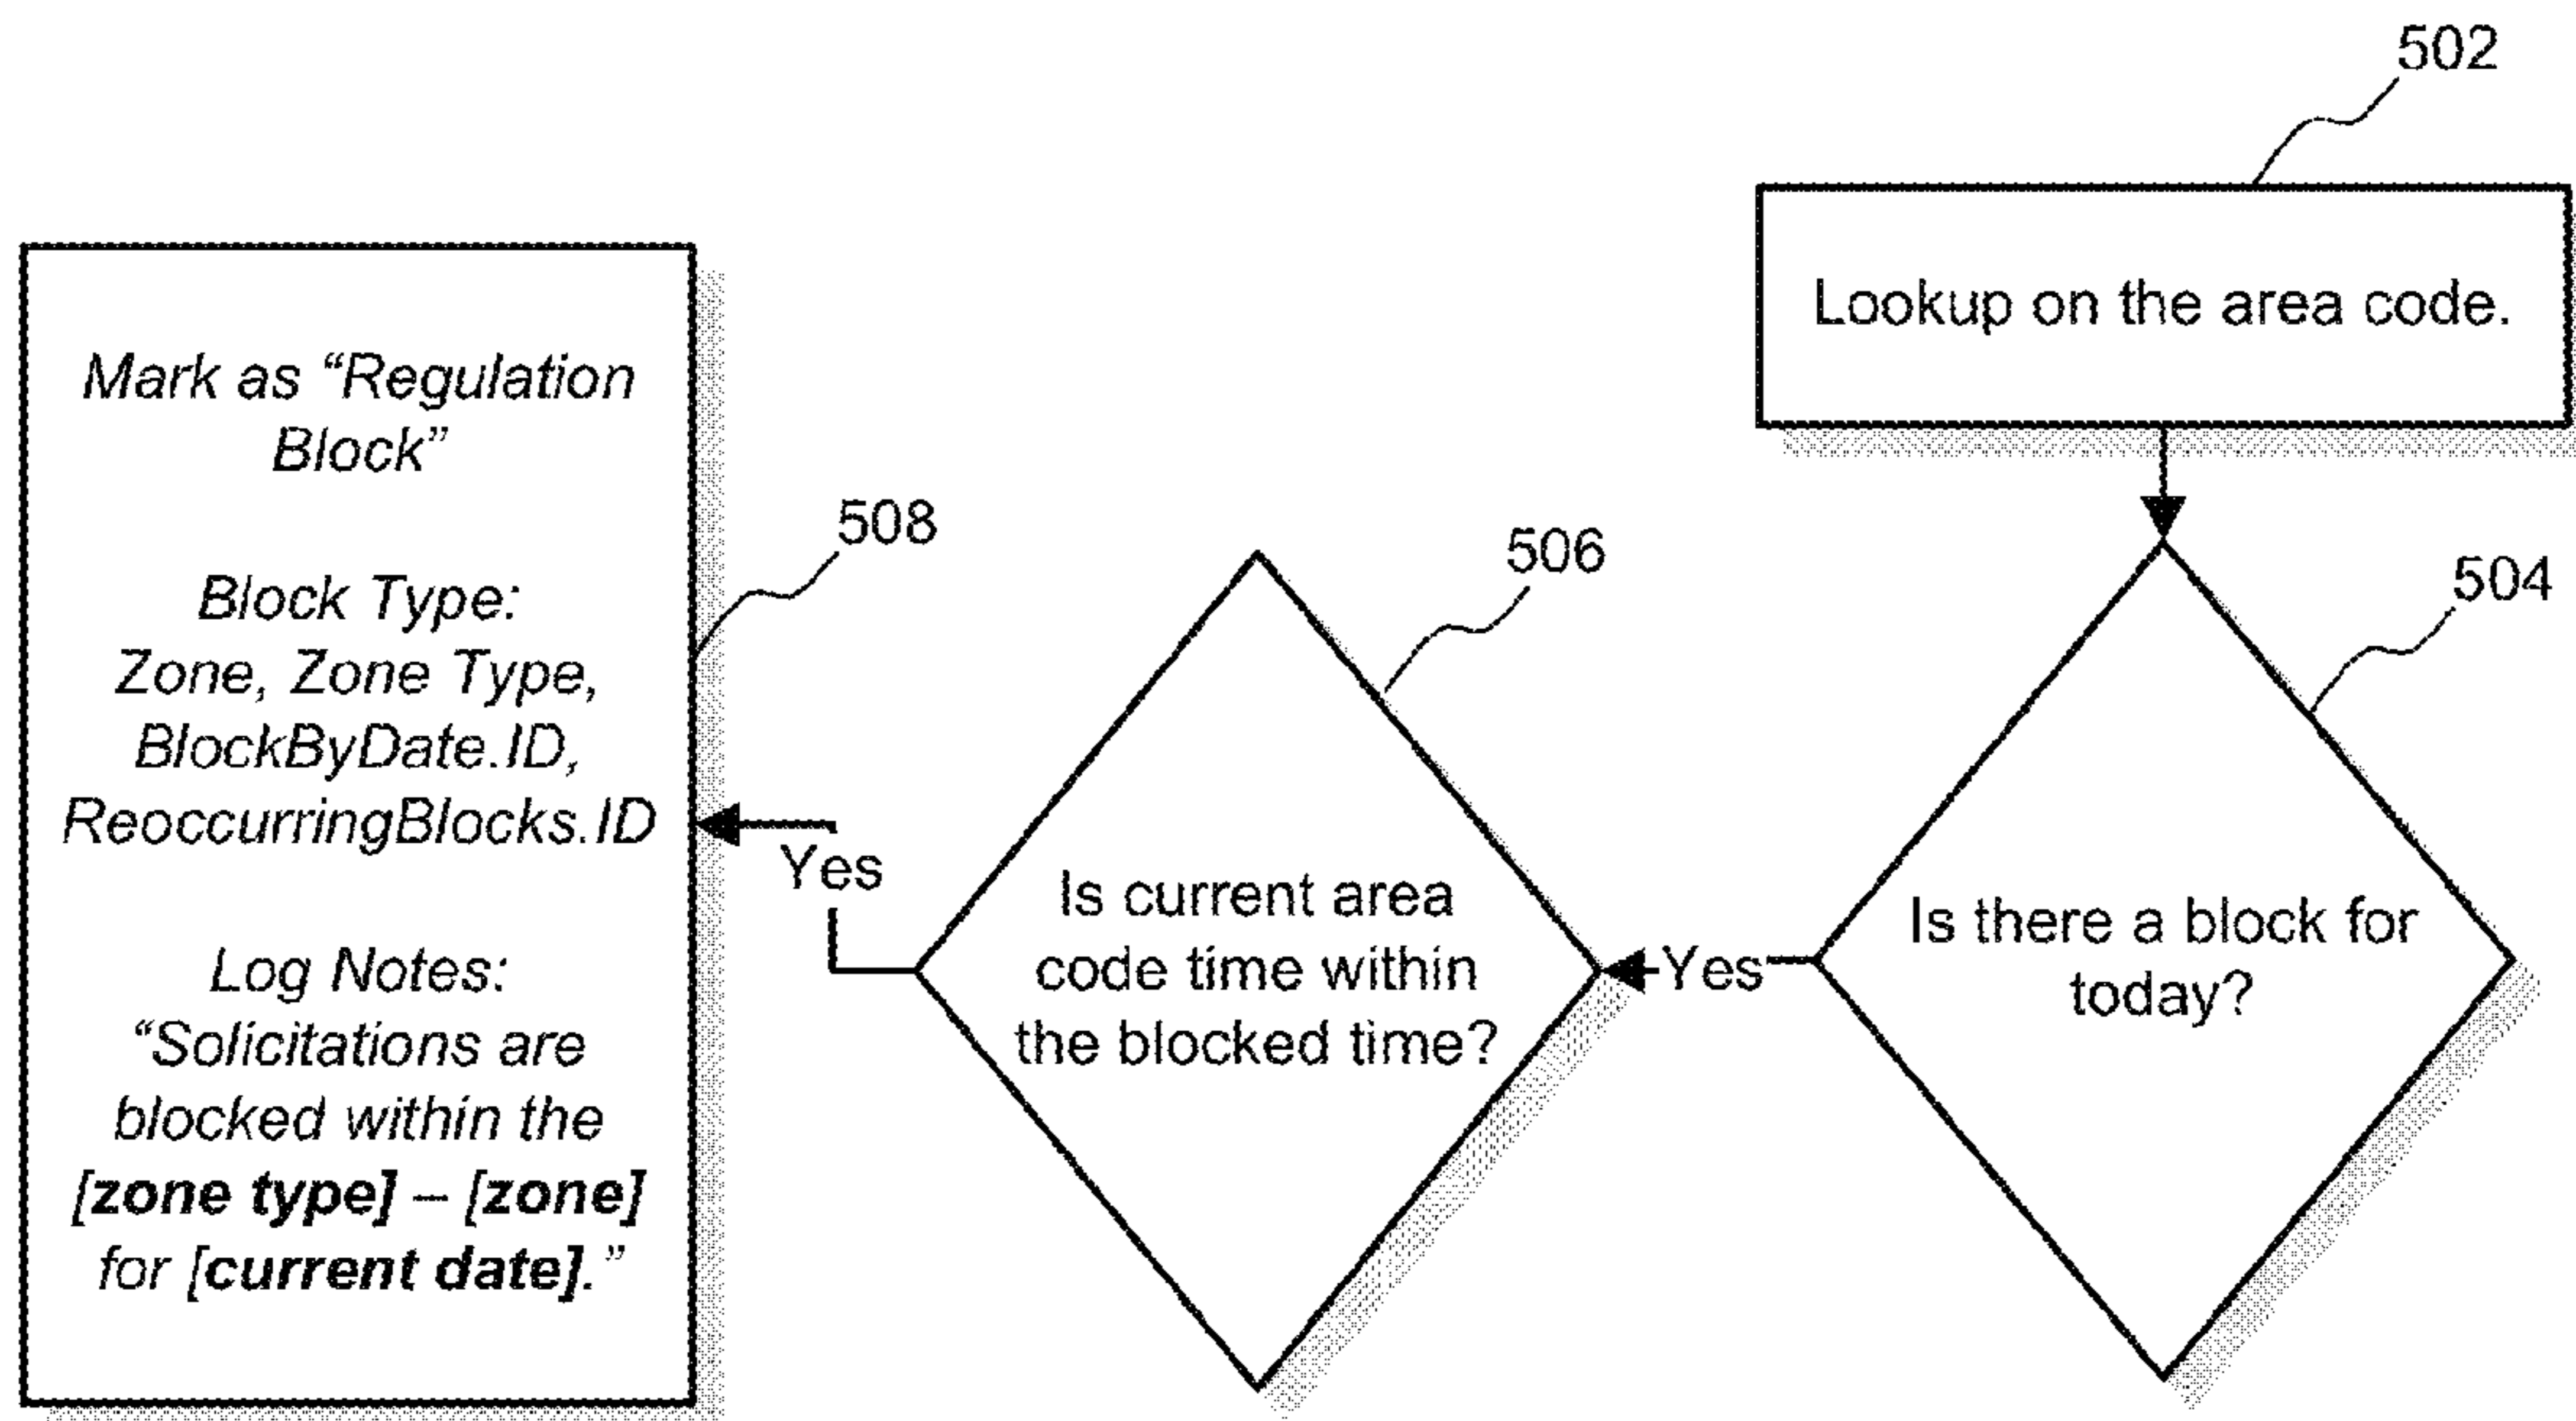 502
Lookup on the area code.
504
Is there a block for
today?
Yes
506
Is current area
code time within
the blocked time?
Yes
508
Mark as “Regulation
Block”
Block Type:
Zone, Zone Type,
BlockByDate.ID,
ReoccurringBlocks.ID
Log Notes:
“Solicitations are
blocked within the
[zone type] – [zone]
for [current date].”